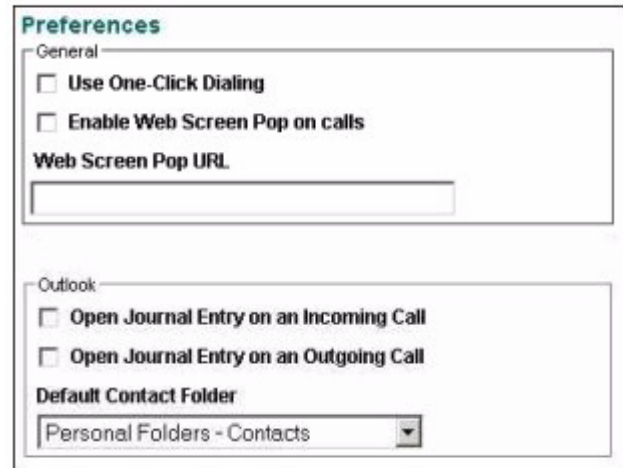 Preferences
General
Use One-Click Dialing
Enable Web Screen Pop on calls
Web Screen Pop URL
Outlook
Open Journal Entry on an Incoming Call
Open Journal Entry on an Outgoing Call
Default Contact Folder
Personal Folders - Contacts